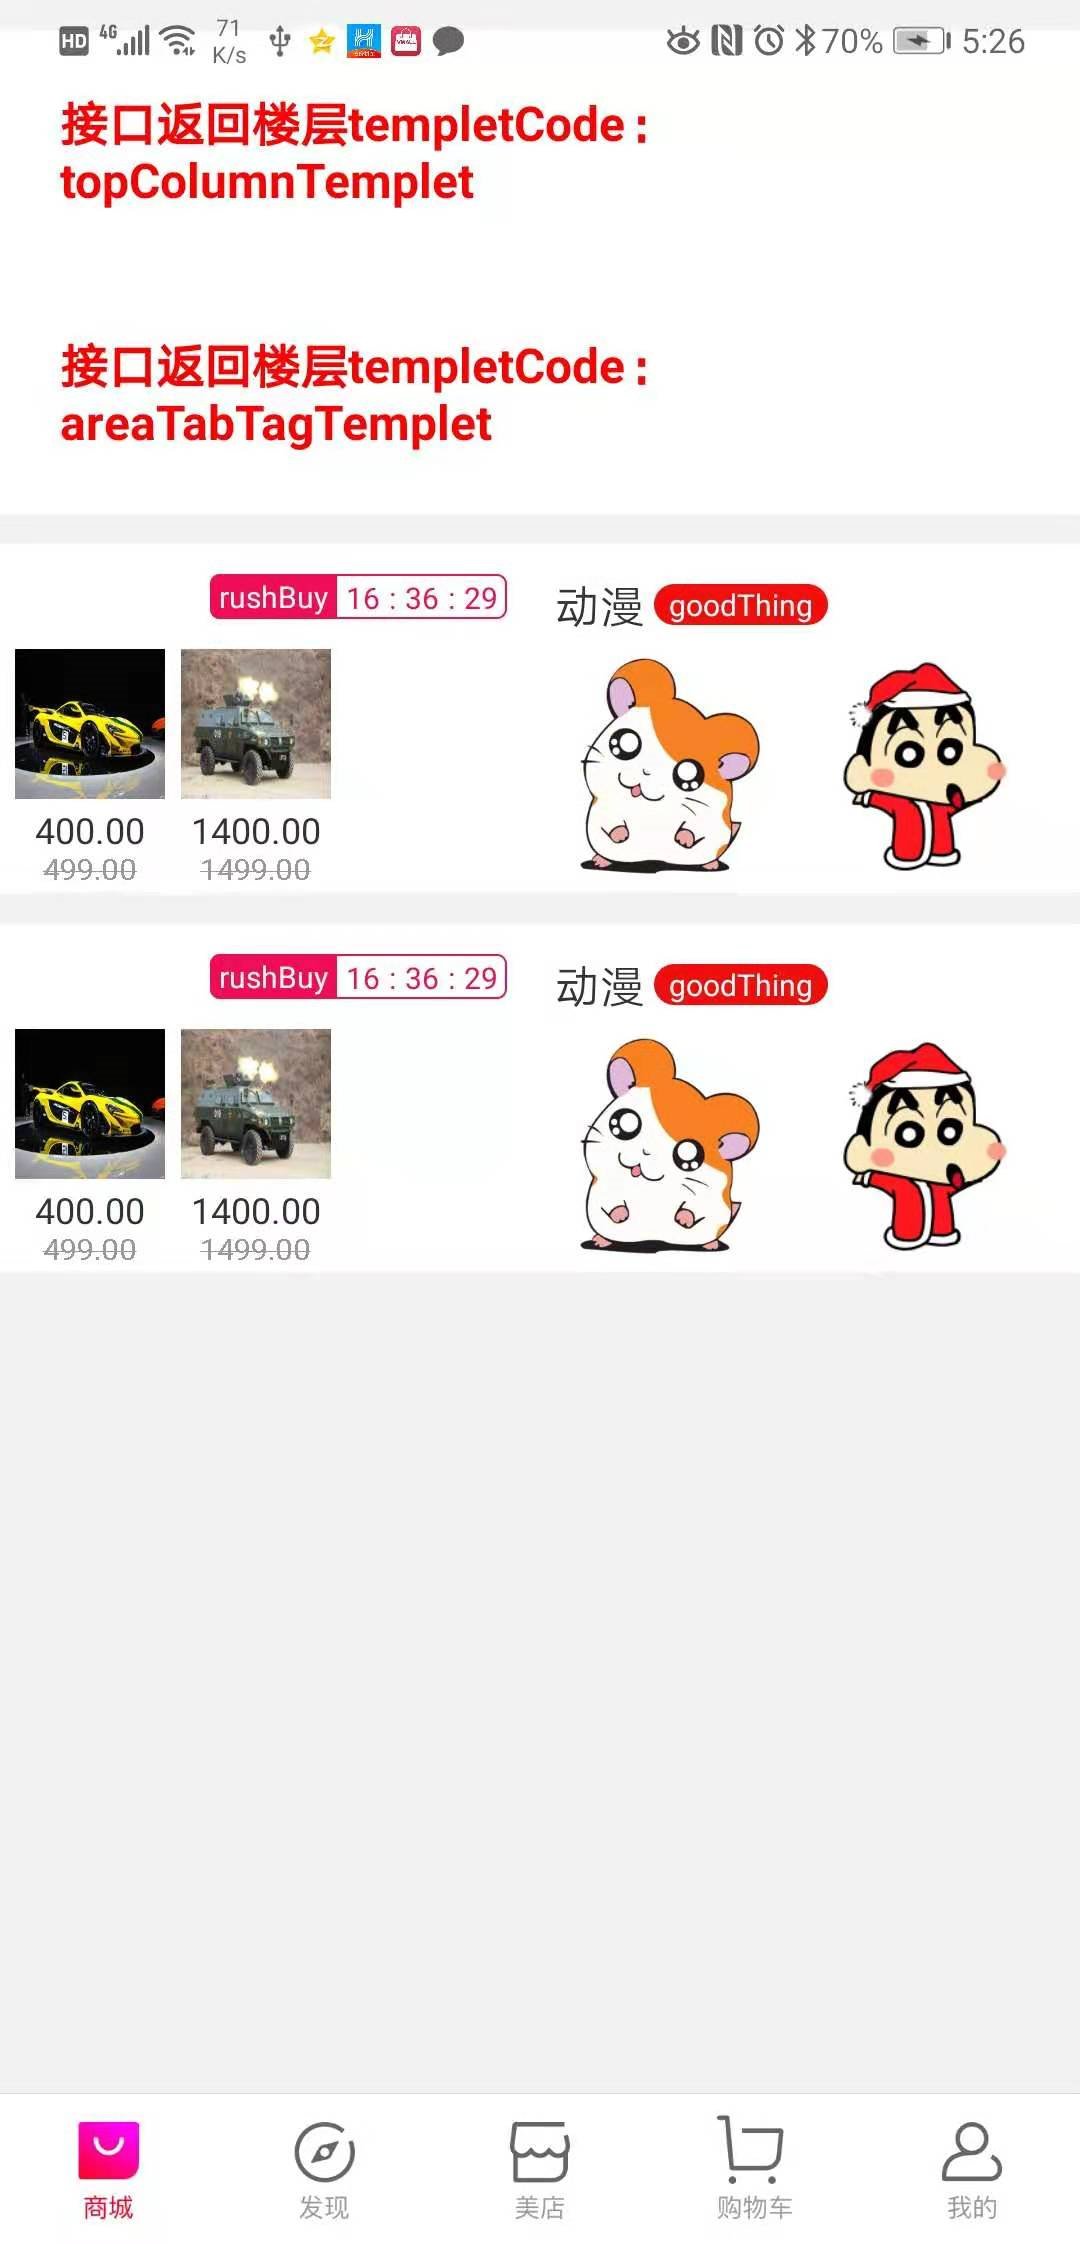 HD 4G 71 K/s 70% 5:26
接口返回楼层templetCode :
topColumnTemplet
接口返回楼层templetCode :
areaTabTagTemplet
rushBuy 16 : 36 : 29 动漫 goodThing
400.00 1400.00
499.00 1499.00
rushBuy 16 : 36 : 29 动漫 goodThing
400.00 1400.00
499.00 1499.00
商城 发现 美店 购物车 我的